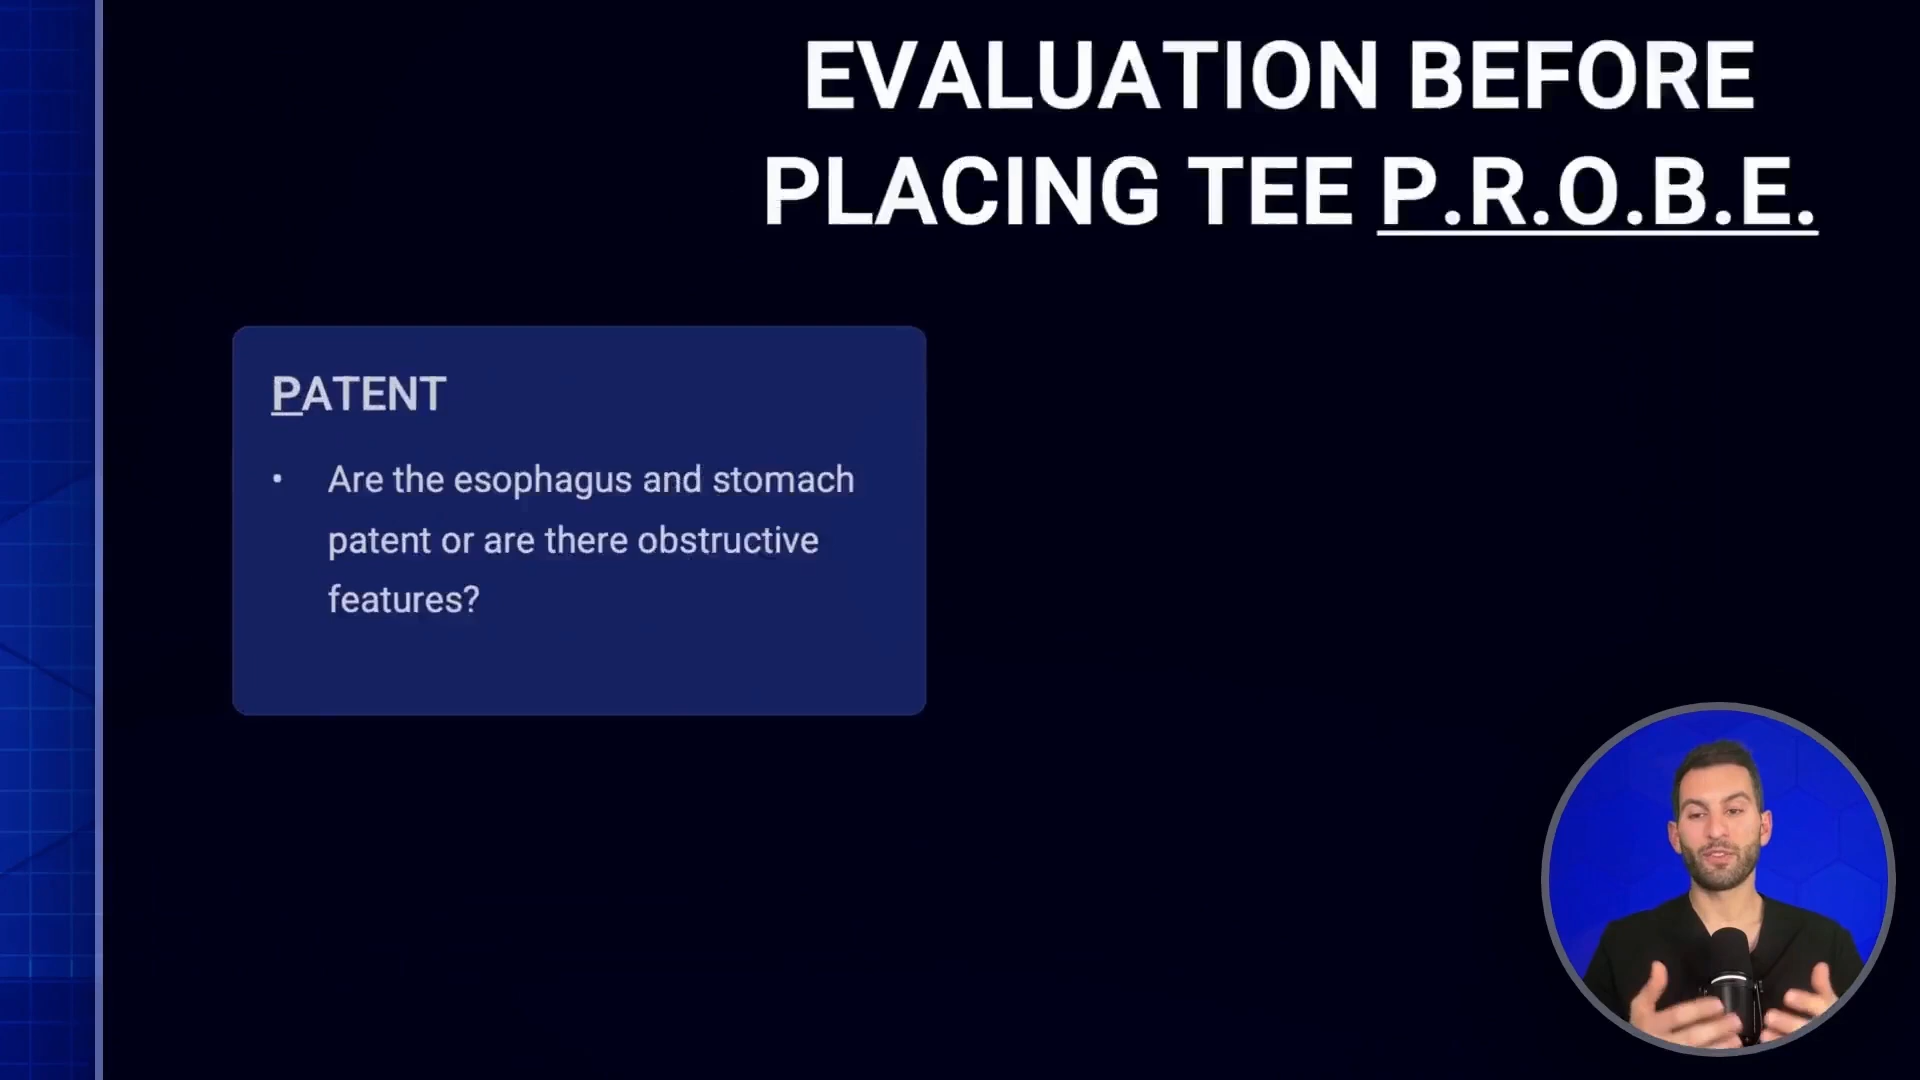 EVALUATION BEFORE
PLACING TEE P.R.O.B.E.
PATENT
• Are the esophagus and stomach
patent or are there obstructive
features?